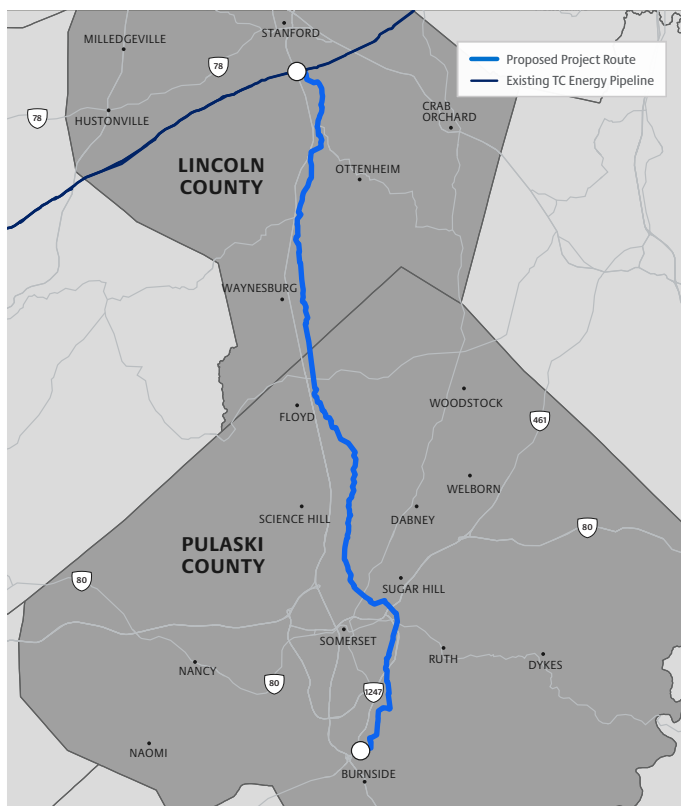 STANFORD
MILLEDGEVILLE
78
Proposed Project Route
Existing TC Energy Pipeline
HUSTONVILLE
78
CRAB
ORCHARD
LINCOLN
COUNTY
OTTENHEIM
WAYNESBURG
WOODSTOCK
FLOYD
461
WELBORN
SCIENCE HILL
DABNEY
80
PULASKI
COUNTY
80
SUGAR HILL
SOMERSET
RUTH
DYKES
NANCY
80
1247
NAOMI
BURNSIDE